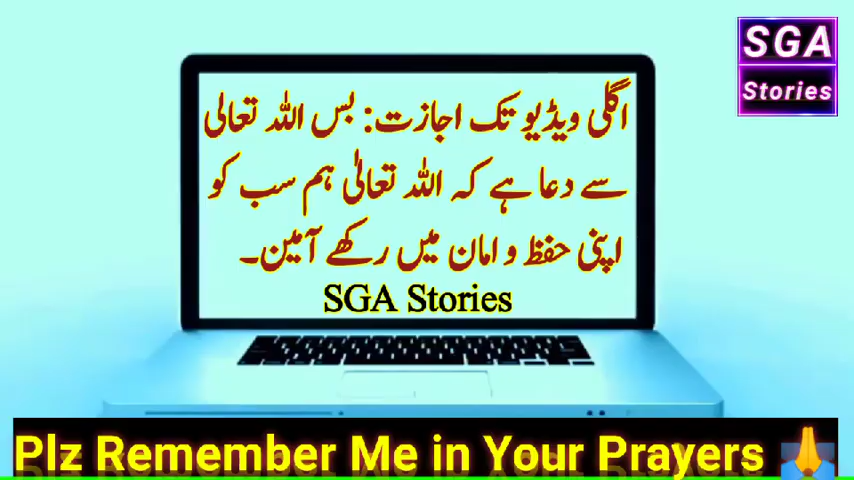 SGA
Stories
اگلی ویڈیو تک اجازت: بس اللہ تعالی
سے دعا ہے کہ اللہ تعالیٰ ہم سب کو
اپنی حفظ و امان میں رکھے آمین۔
SGA Stories
Plz Remember Me in Your Prayers 🙏